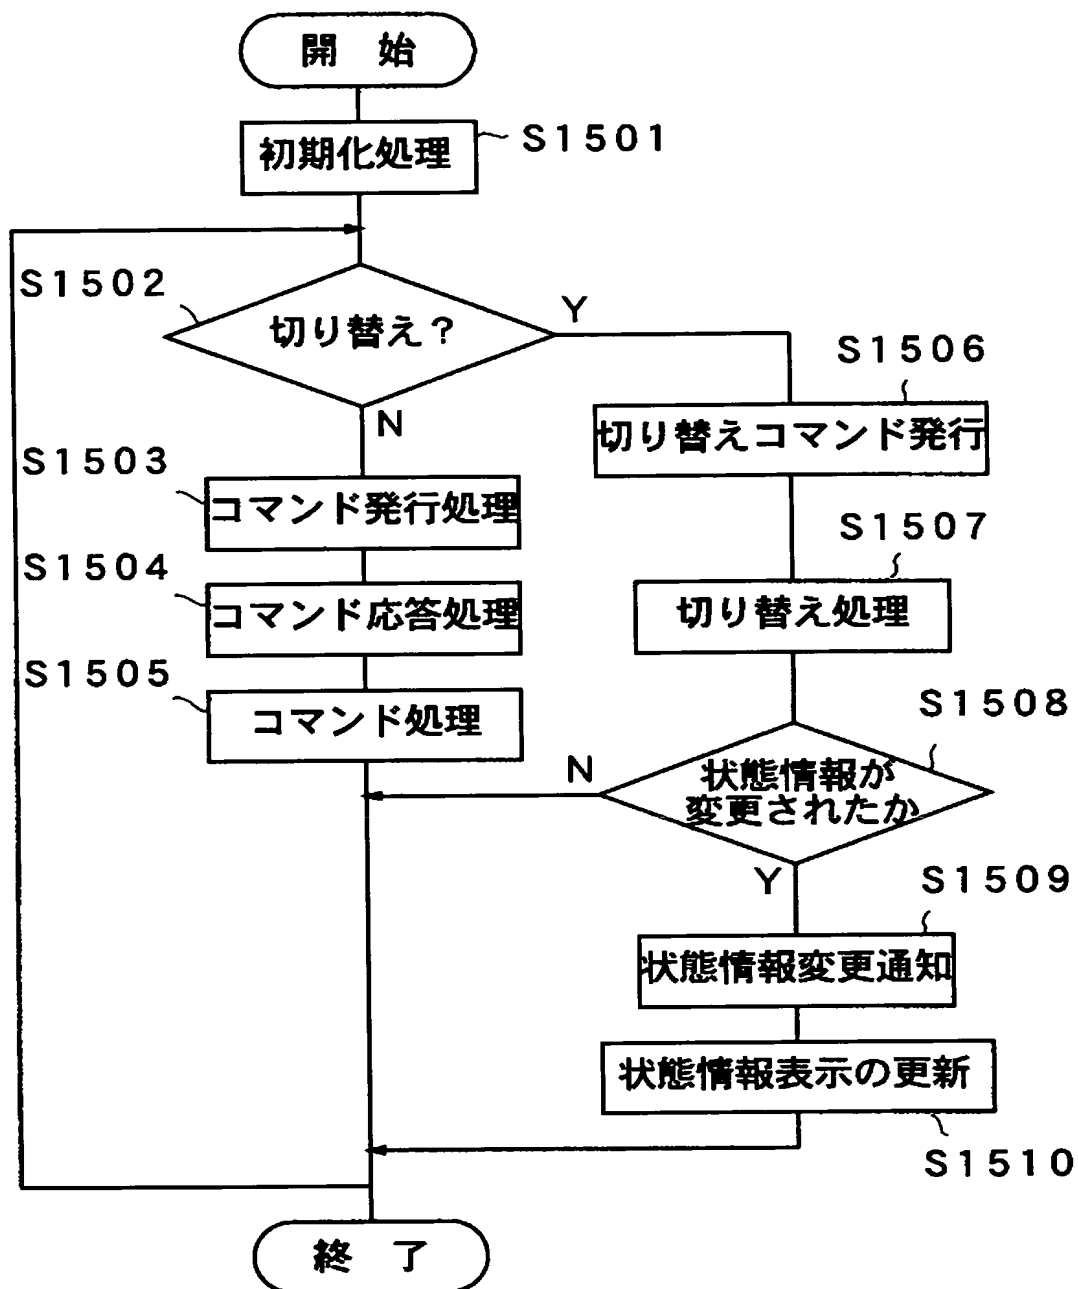 開 始
初期化処理
S1501
S1502
切り替え？
Y
N
S1503
コマンド発行処理
S1504
コマンド応答処理
S1505
コマンド処理
S1506
切り替えコマンド発行
S1507
切り替え処理
S1508
状態情報が
変更されたか
N
Y
S1509
状態情報変更通知
状態情報表示の更新
S1510
終 了